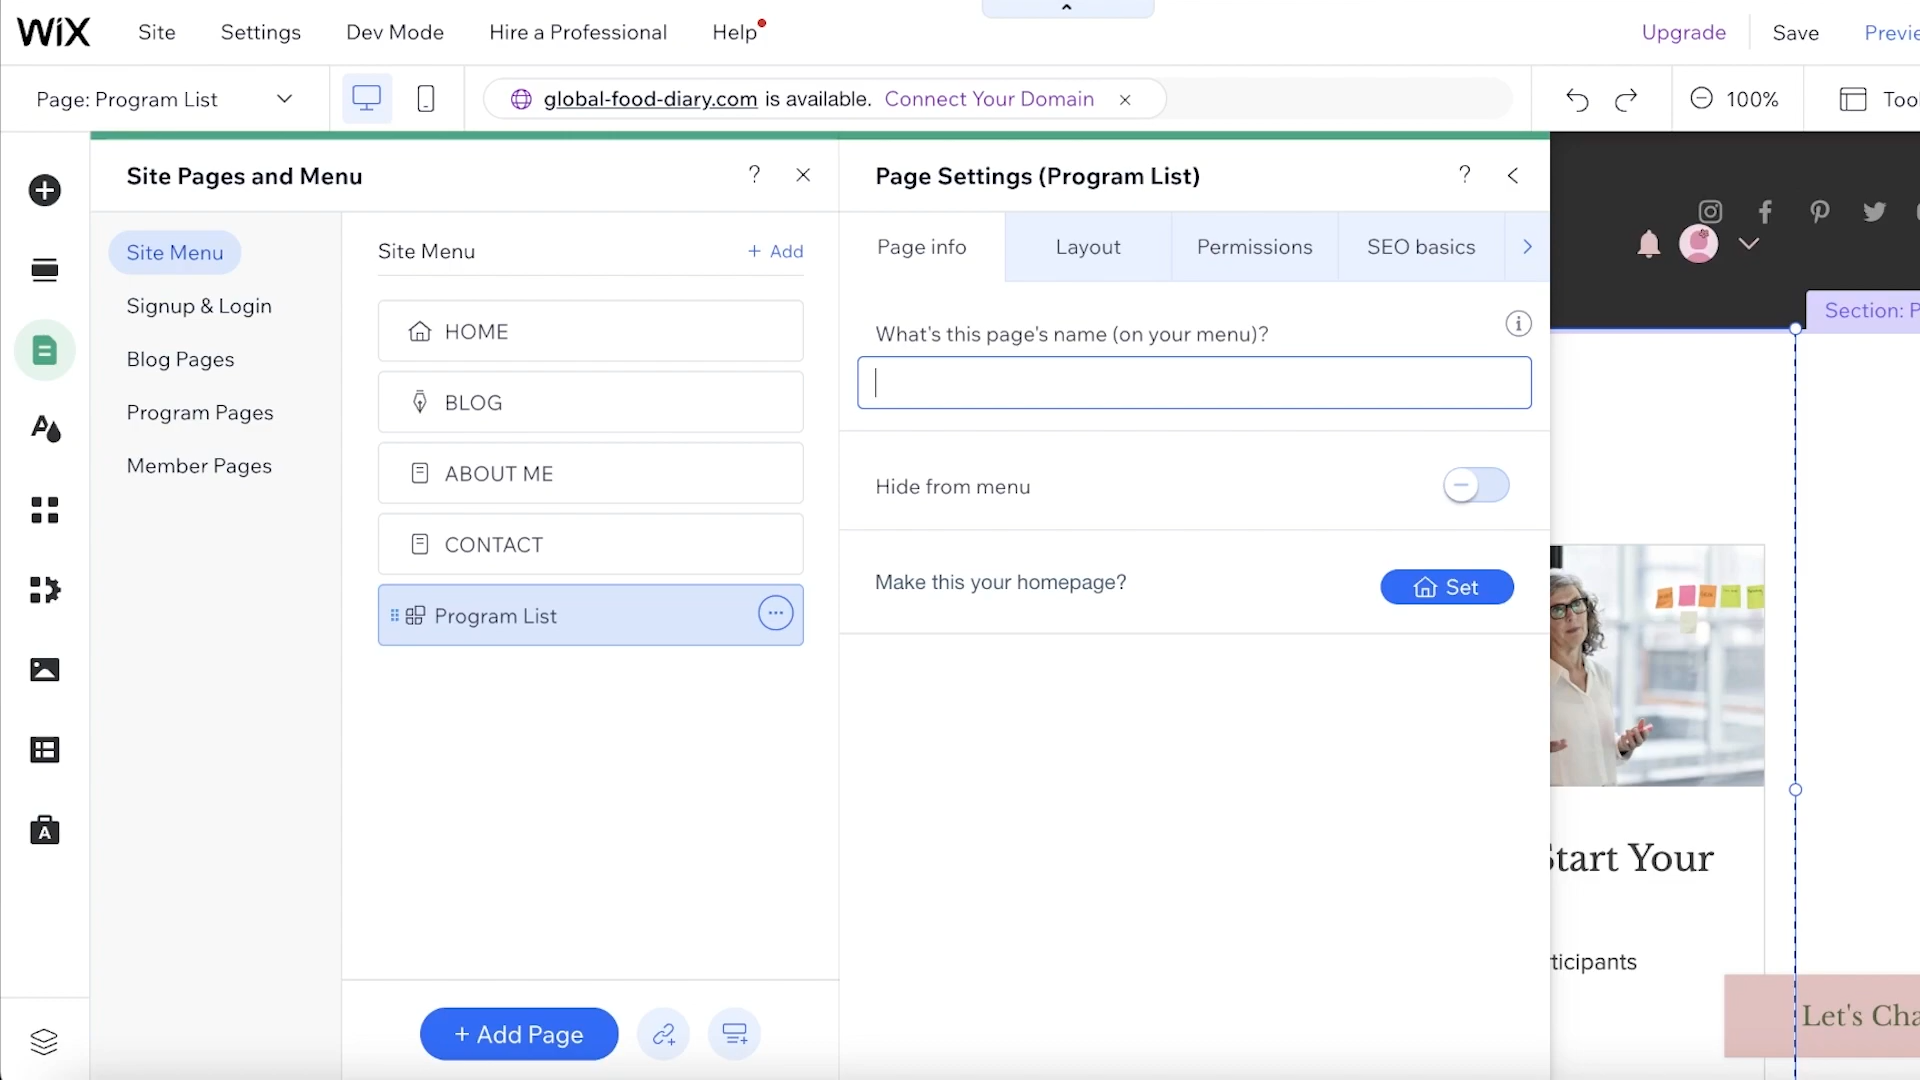 WiX Site Settings Dev Mode Hire a Professional Help Upgrade Save
Page: Program List global-food-diary.com is available. Connect Your Domain 100%
Site Pages and Menu ?
Page Settings (Program List) ?
Site Menu
Signup & Login
Blog Pages
Program Pages
Member Pages
Site Menu + Add
HOME
BLOG
ABOUT ME
CONTACT
Program List
+ Add Page
Page info Layout Permissions SEO basics
What's this page's name (on your menu)?
Hide from menu
Make this your homepage? Set
Section:
Start Your
Let's